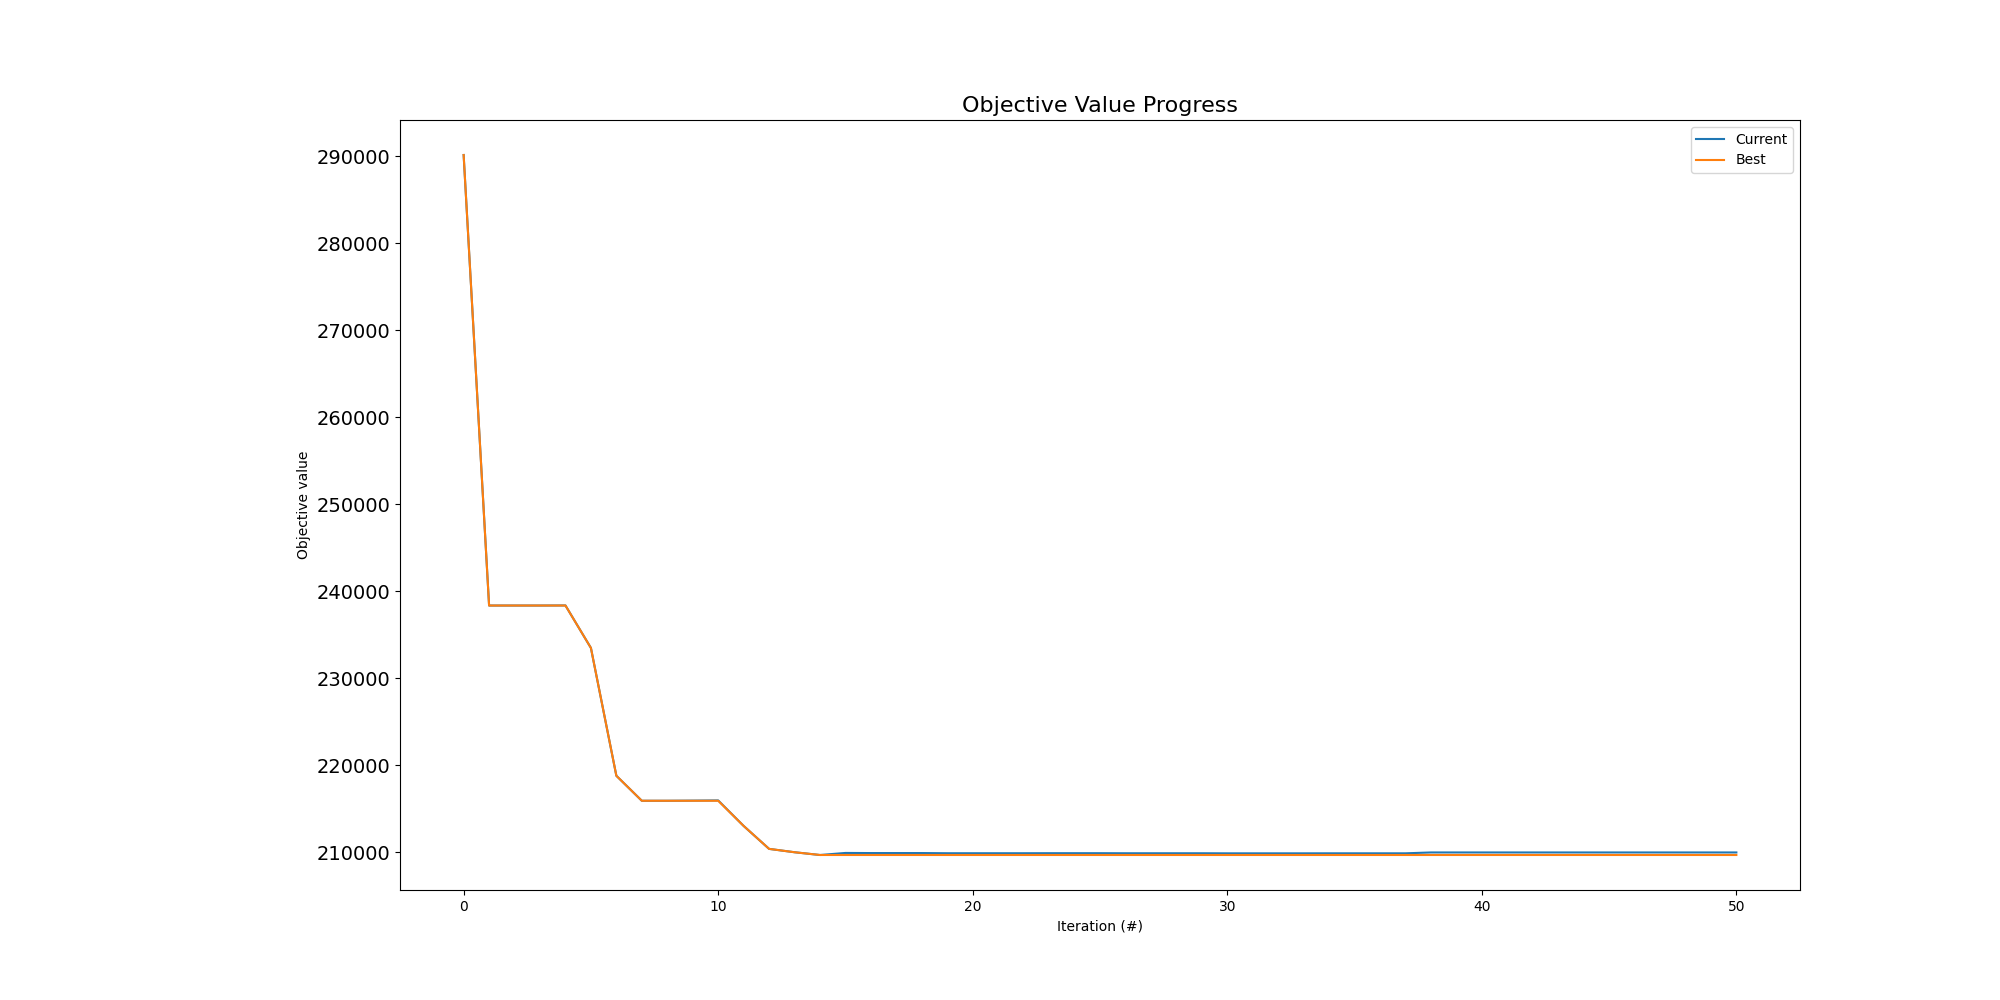 Objective Value Progress
Current
Best
290000
280000
270000
260000
250000
240000
230000
220000
210000
Objective value
0 10 20 30 40 50
Iteration (#)